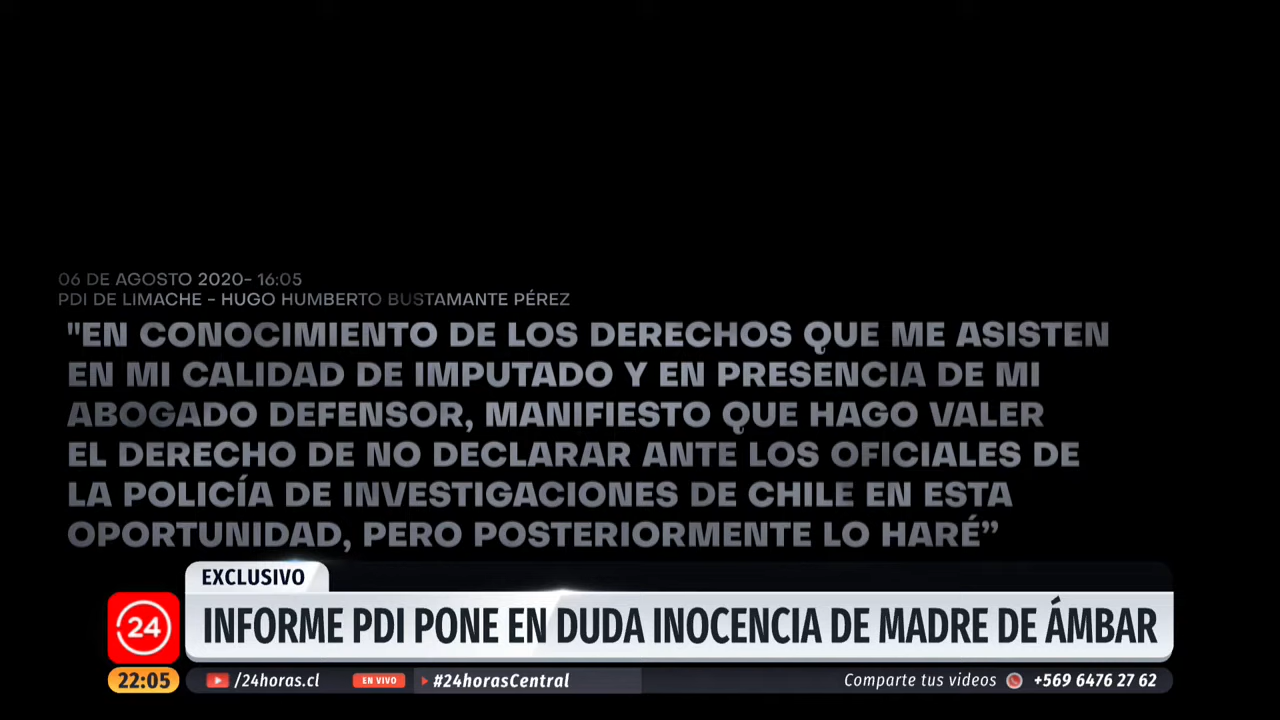 06 DE AGOSTO 2020- 16:05
PDI DE LIMACHE - HUGO HUMBERTO BUSTAMANTE PÉREZ
"EN CONOCIMIENTO DE LOS DERECHOS QUE ME ASISTEN
EN MI CALIDAD DE IMPUTADO Y EN PRESENCIA DE MI
ABOGADO DEFENSOR, MANIFIESTO QUE HAGO VALER
EL DERECHO DE NO DECLARAR ANTE LOS OFICIALES DE
LA POLICÍA DE INVESTIGACIONES DE CHILE EN ESTA
OPORTUNIDAD, PERO POSTERIORMENTE LO HARÉ”
EXCLUSIVO
24
INFORME PDI PONE EN DUDA INOCENCIA DE MADRE DE ÁMBAR
22:05
/24horas.cl
EN VIVO
#24horasCentral
Comparte tus videos
+569 6476 27 62